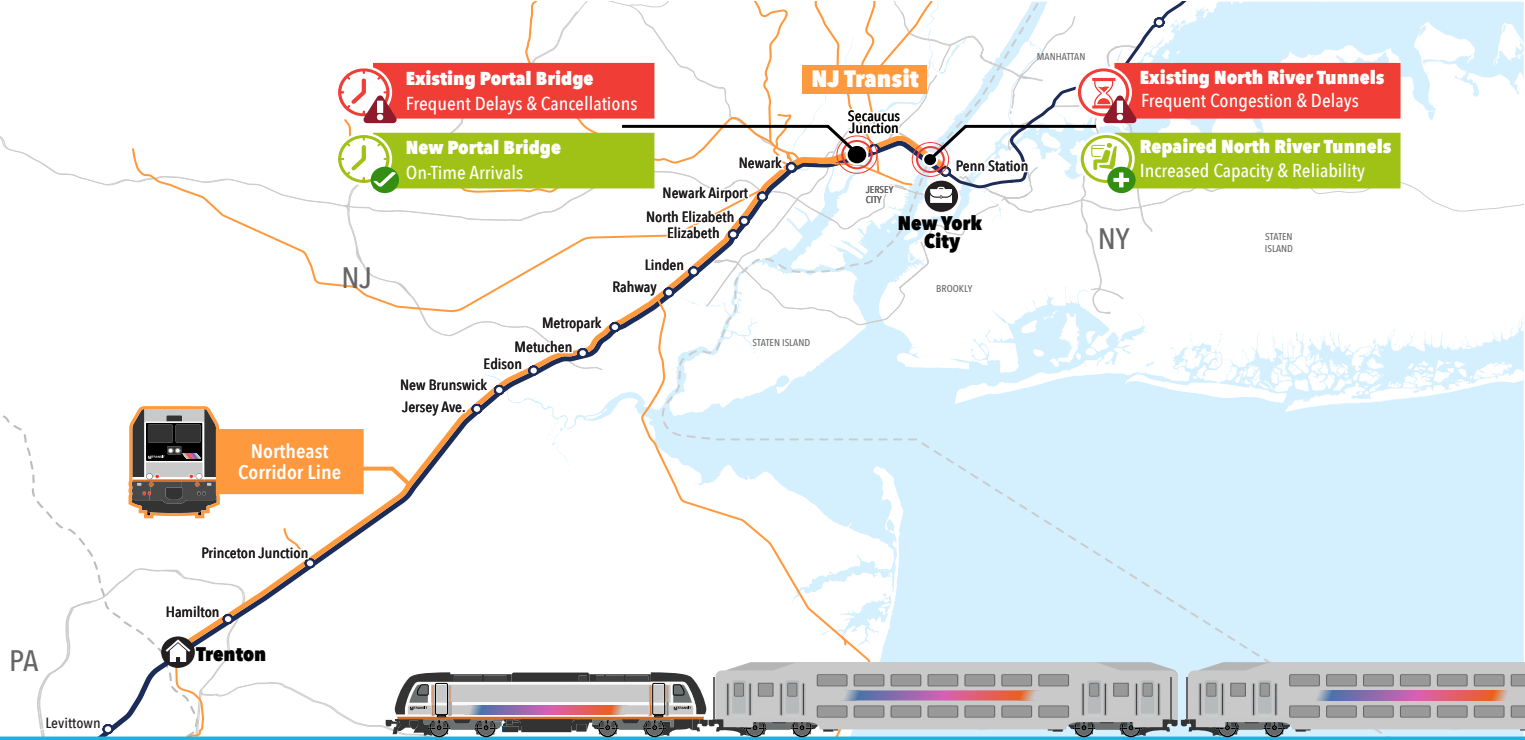 MANHATTAN
Existing Portal Bridge
Frequent Delays & Cancellations
NJ Transit
Existing North River Tunnels
Frequent Congestion & Delays
Secaucus
Junction
New Portal Bridge
On-Time Arrivals
Repaired North River Tunnels
Increased Capacity & Reliability
Newark
Penn Station
Newark Airport
JERSEY
CITY
North Elizabeth
Elizabeth
New York
City
NY
STATEN
ISLAND
Linden
NJ
Rahway
BROOKLY
Metropark
STATEN ISLAND
Metuchen
Edison
New Brunswick
Jersey Ave.
Northeast
Corridor Line
Princeton Junction
Hamilton
PA
Trenton
Levittown